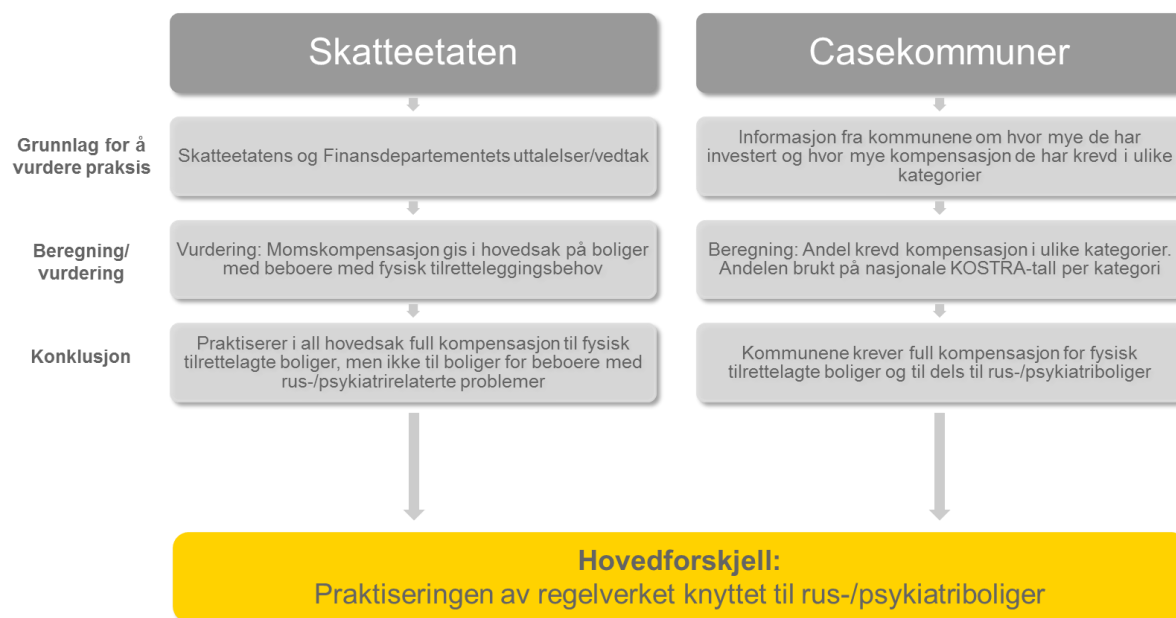 Skatteetaten
Casekommuner
Grunnlag for å
vurdere praksis
Skatteetatens og Finansdepartementets uttalelser/vedtak
Informasjon fra kommunene om hvor mye de har
investert og hvor mye kompensasjon de har krevd i ulike
kategorier
Beregning/
vurdering
Vurdering: Momskompensasjon gis i hovedsak på boliger
med beboere med fysisk tilretteleggingsbehov
Beregning: Andel krevd kompensasjon i ulike kategorier.
Andelen brukt på nasjonale KOSTRA-tall per kategori
Konklusjon
Praktiserer i all hovedsak full kompensasjon til fysisk
tilrettelagte boliger, men ikke til boliger for beboere med
rus-/psykiatrirelaterte problemer
Kommunene krever full kompensasjon for fysisk
tilrettelagte boliger og til dels til rus-/psykiatriboliger
Hovedforskjell:
Praktiseringen av regelverket knyttet til rus-/psykiatriboliger